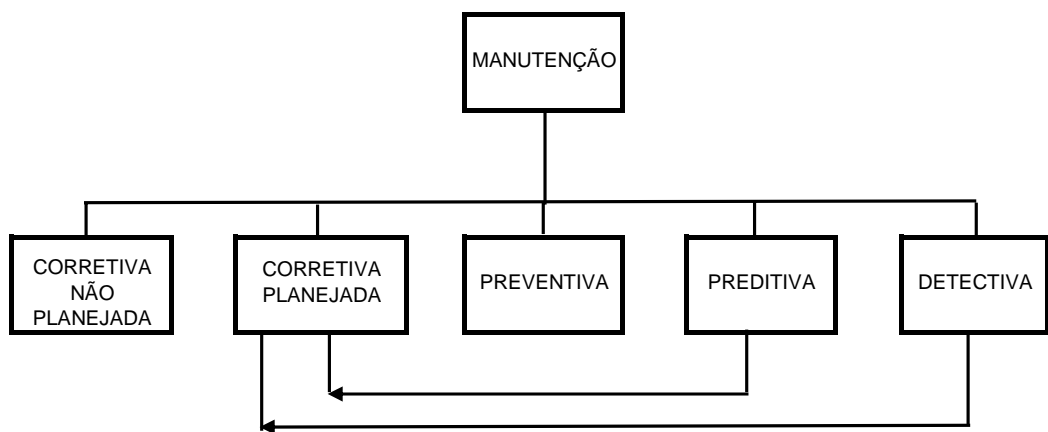 MANUTENÇÃO
CORRETIVA
NÃO
PLANEJADA
CORRETIVA
PLANEJADA
PREVENTIVA
PREDITIVA
DETECTIVA